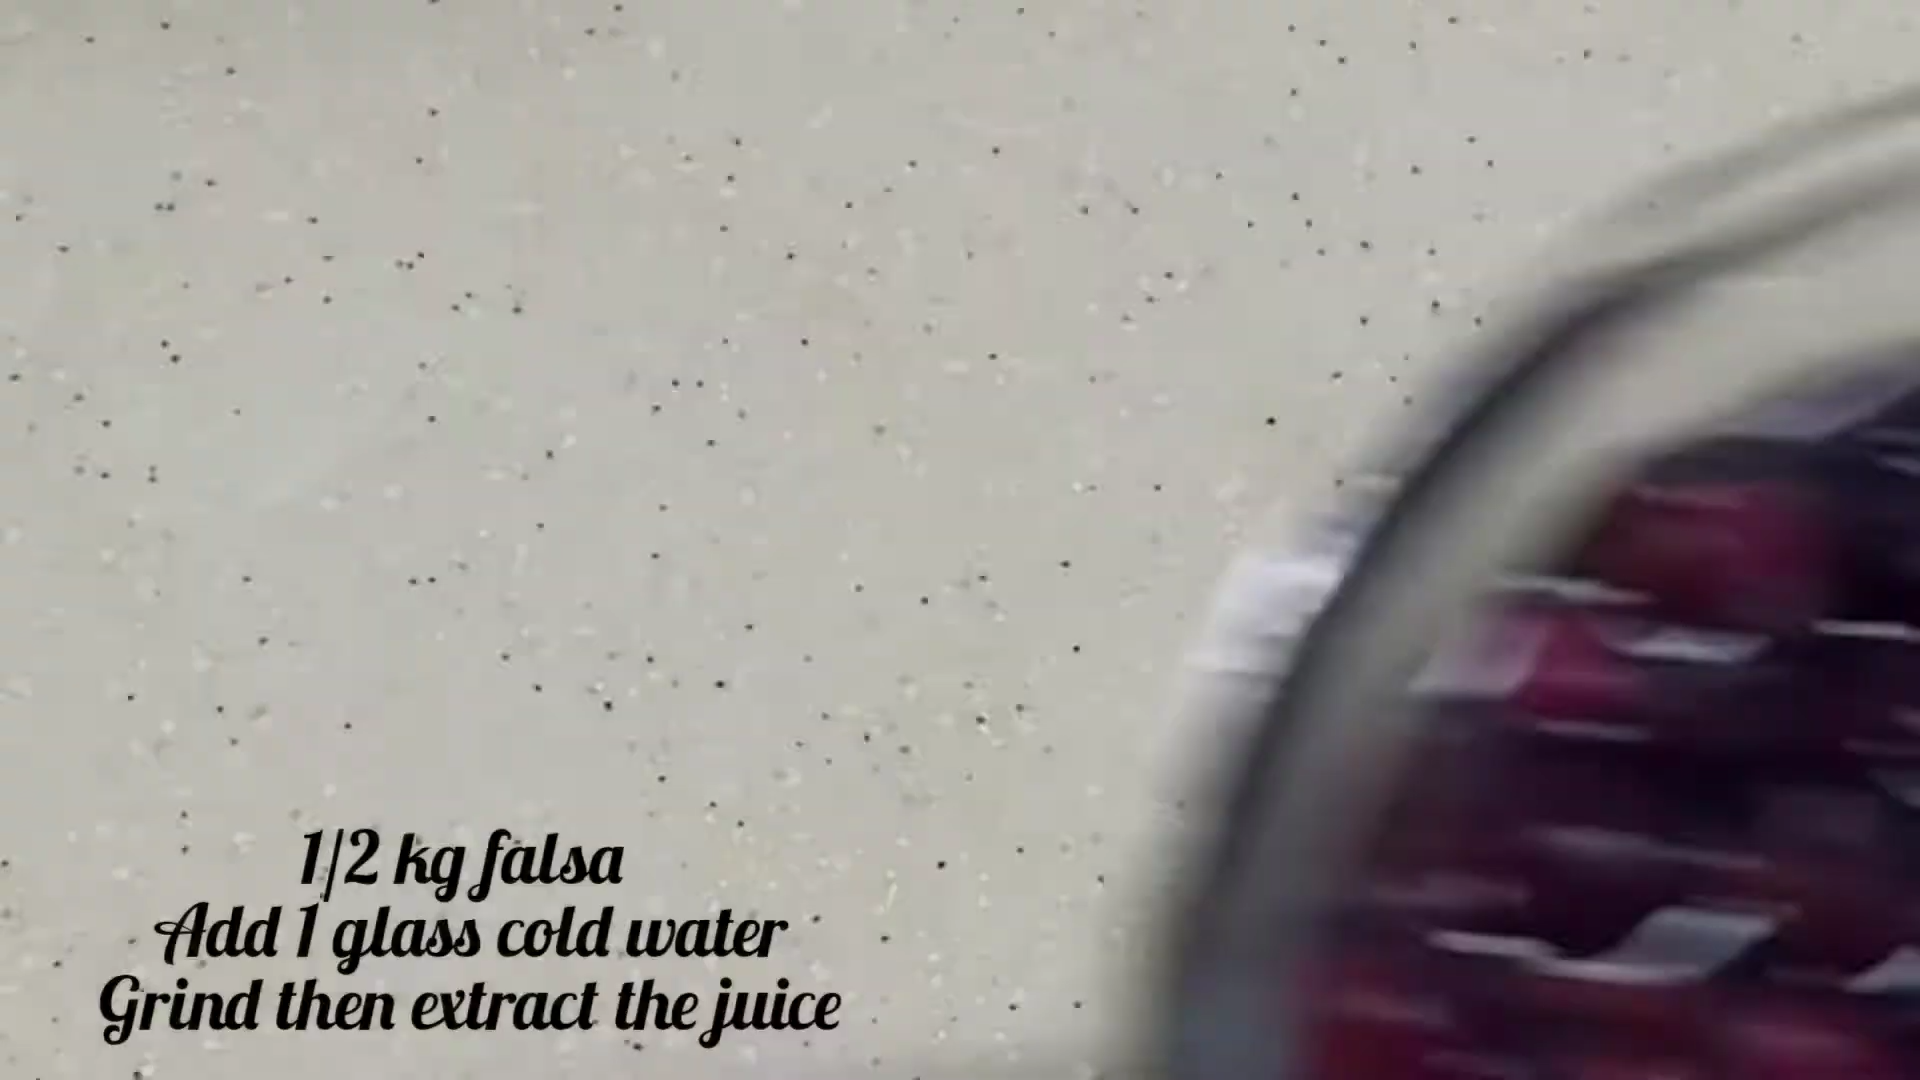 1/2 kg falsa
Add 1 glass cold water
Grind then extract the juice